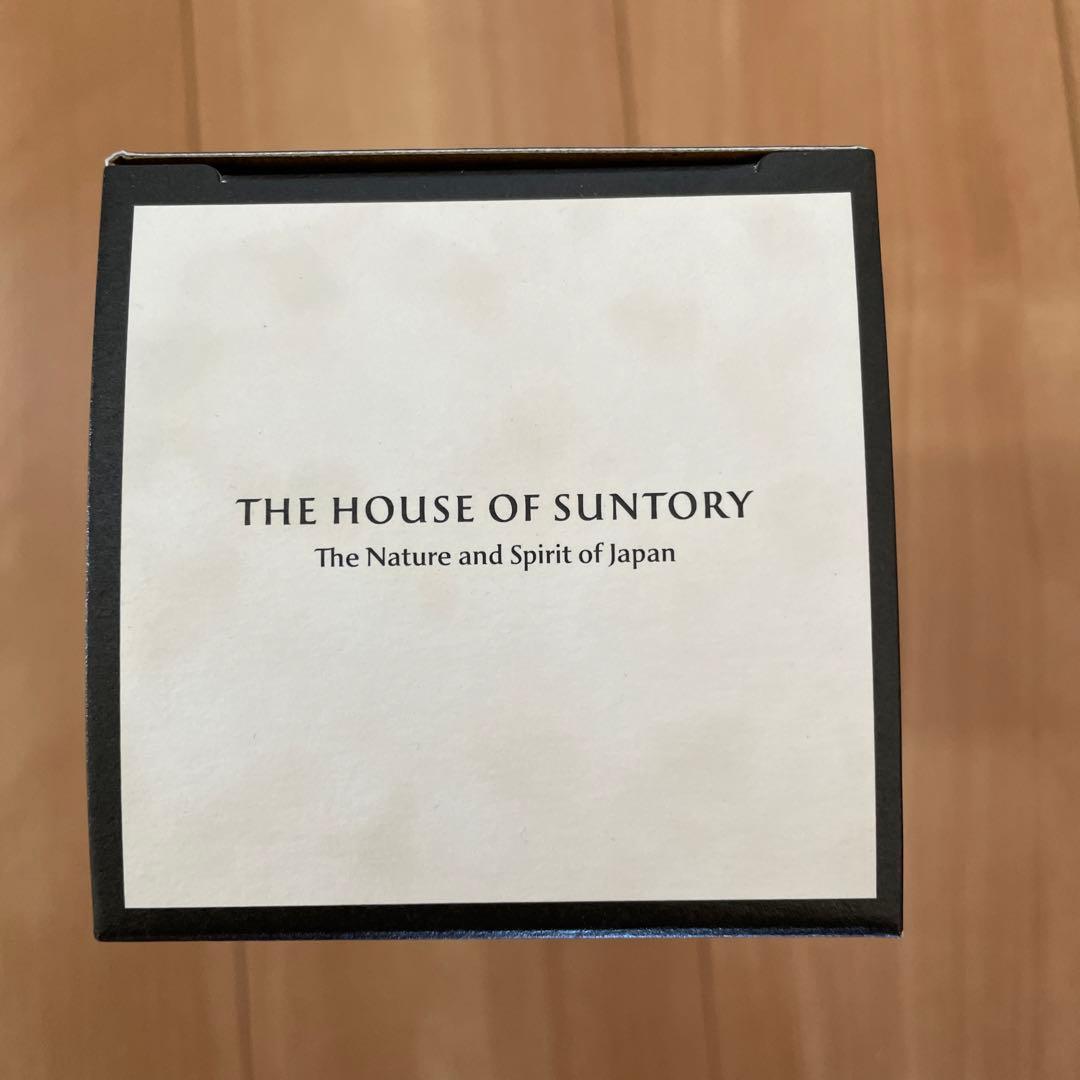 THE HOUSE OF SUNTORY
The Nature and Spirit of Japan